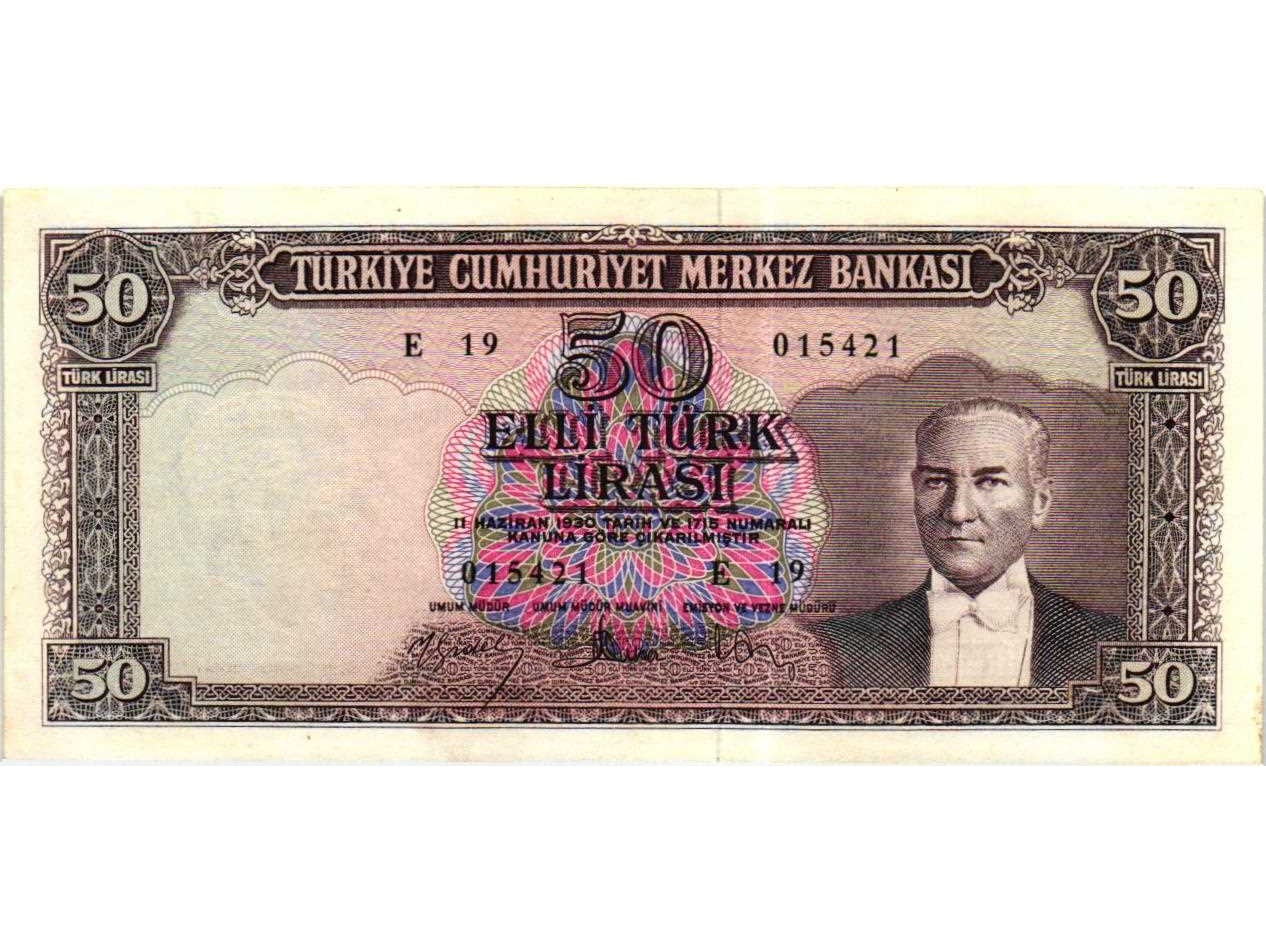 TÜRKİYE CUMHURİYET MERKEZ BANKASI
50 50
E 19 50 015421
TÜRK LİRASI TÜRK LİRASI
ELLİ TÜRK
LİRASI
11 HAZİRAN 1930 TARİH VE 1715 NUMARALI
KANUNA GÖRE ÇIKARILMIŞTIR
015421 E 19
UMUM MÜDÜR UMUM MÜDÜR MUAVİNİ EMİSYON VE VEZNE MÜDÜRÜ
50 50